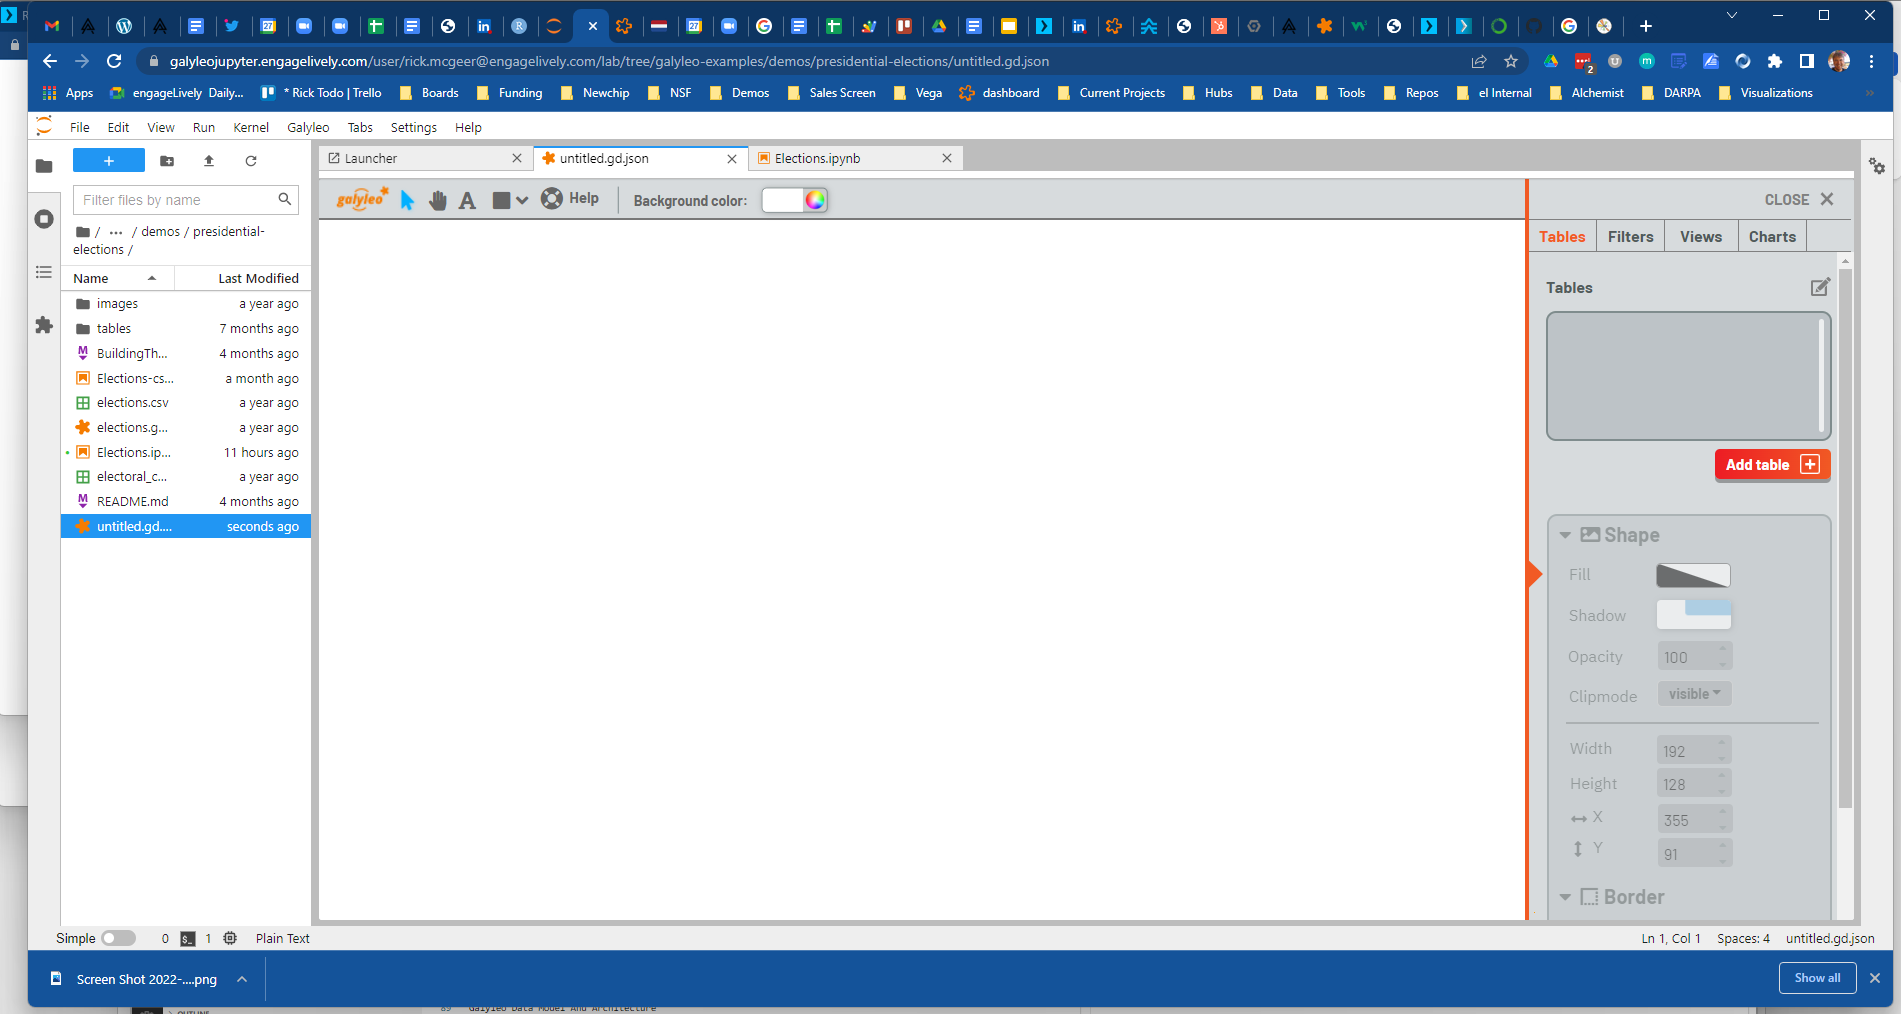 galyleojupyter.engagelively.com/user/rick.mcgeer@engagelively.com/lab/tree/galyleo-examples/demos/presidential-elections/untitled.gd.json
2
Apps engageLively Daily... * Rick Todo | Trello Boards Funding Newchip NSF Demos Sales Screen Vega dashboard Current Projects Hubs Data Tools Repos el Internal Alchemist DARPA Visualizations »
File Edit View Run Kernel Galyleo Tabs Settings Help
Launcher untitled.gd.json Elections.ipynb
Filter files by name
galyleo A Help Background color:
CLOSE
/ ... / demos / presidential-
elections /
Tables Filters Views Charts
Name Last Modified
Tables
images a year ago
tables 7 months ago
BuildingTh... 4 months ago
Elections-cs... a month ago
elections.csv a year ago
elections.g... a year ago
Elections.ip... 11 hours ago
electoral_c... a year ago
README.md 4 months ago
untitled.gd.... seconds ago
Add table
Shape
Fill
Shadow
Opacity 100
Clipmode visible
Width 192
Height 128
X 355
Y 91
Border
Simple 0 $_ 1 Plain Text Ln 1, Col 1 Spaces: 4 untitled.gd.json
Screen Shot 2022-....png Show all
OUTLINE 89 Galyleo Data Model And Architecture